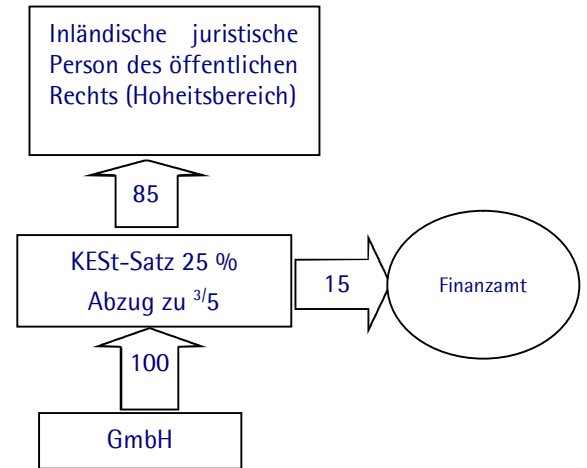 Inländische juristische
Person des öffentlichen
Rechts (Hoheitsbereich)
85
KESt-Satz 25 %
Abzug zu ³/5
15
Finanzamt
100
GmbH